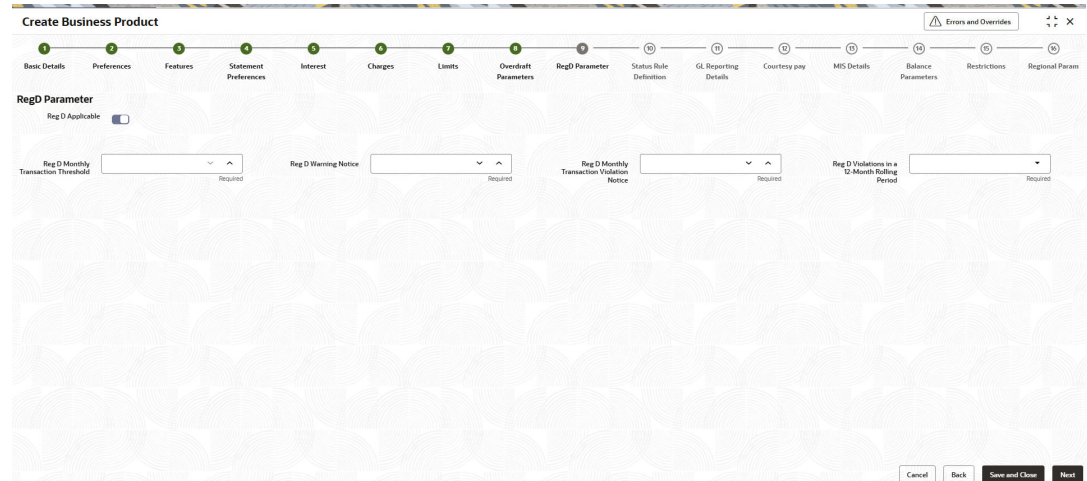 Create Business Product
Errors and Overrides
1 2 3 4 5 6 7 8 9 10 11 12 13 14 15 16
Basic Details Preferences Features Statement Interest Charges Limits Overdraft RegD Parameter Status Rule GL Reporting Courtesy pay MIS Details Balance Restrictions Regional Param
Preferences Parameters Definition Details Parameters
RegD Parameter
Reg D Applicable
Reg D Monthly Reg D Warning Notice Reg D Monthly Reg D Violations in a
Transaction Threshold Transaction Violation 12-Month Rolling
Required Required Notice Required Period Required
Cancel Back Save and Close Next